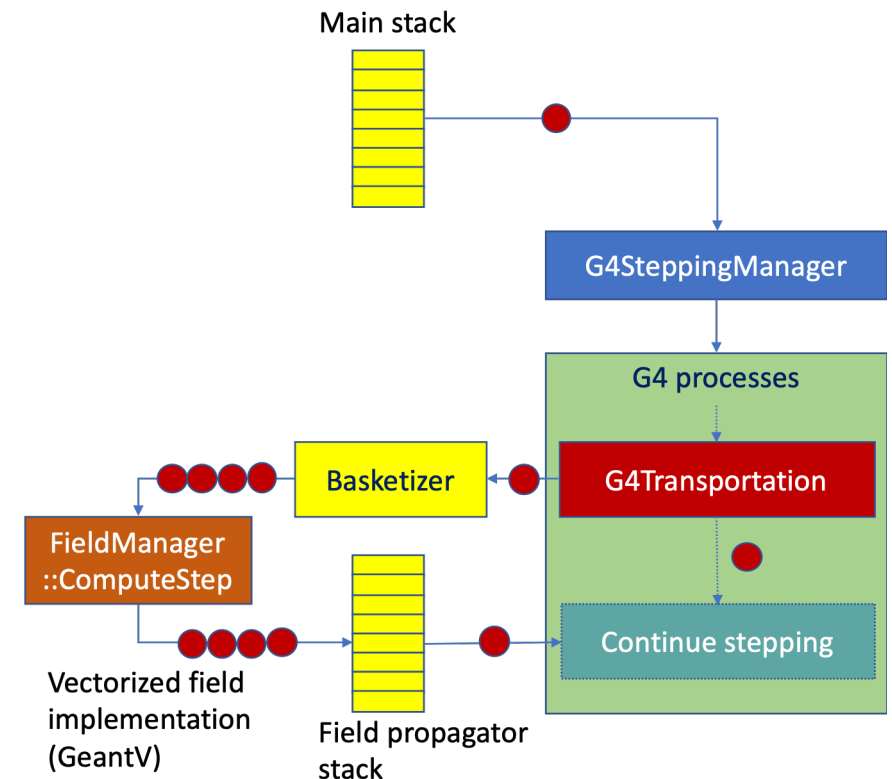 Main stack
G4SteppingManager
G4 processes
G4Transportation
Basketizer
FieldManager
::ComputeStep
Continue stepping
Vectorized field
implementation
(GeantV)
Field propagator
stack